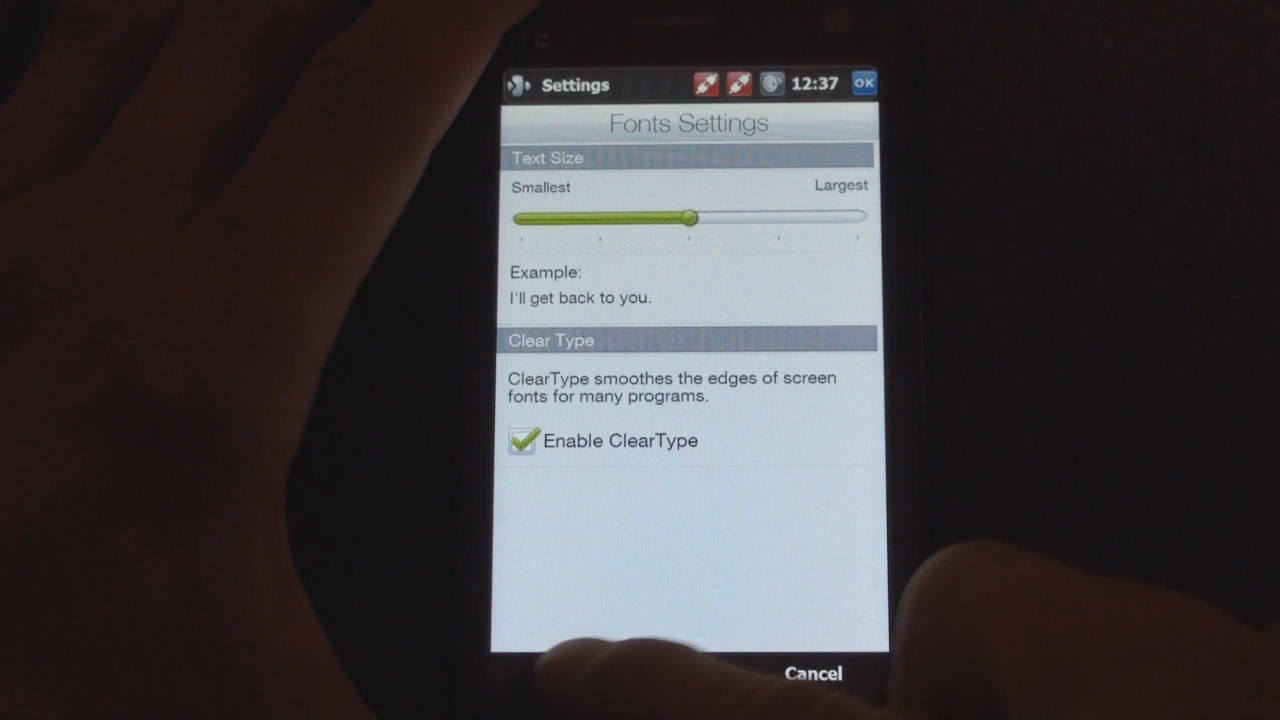 Settings 12:37 OK
Fonts Settings
Text Size
Smallest Largest
Example:
I'll get back to you.
Clear Type
ClearType smoothes the edges of screen
fonts for many programs.
Enable ClearType
Cancel